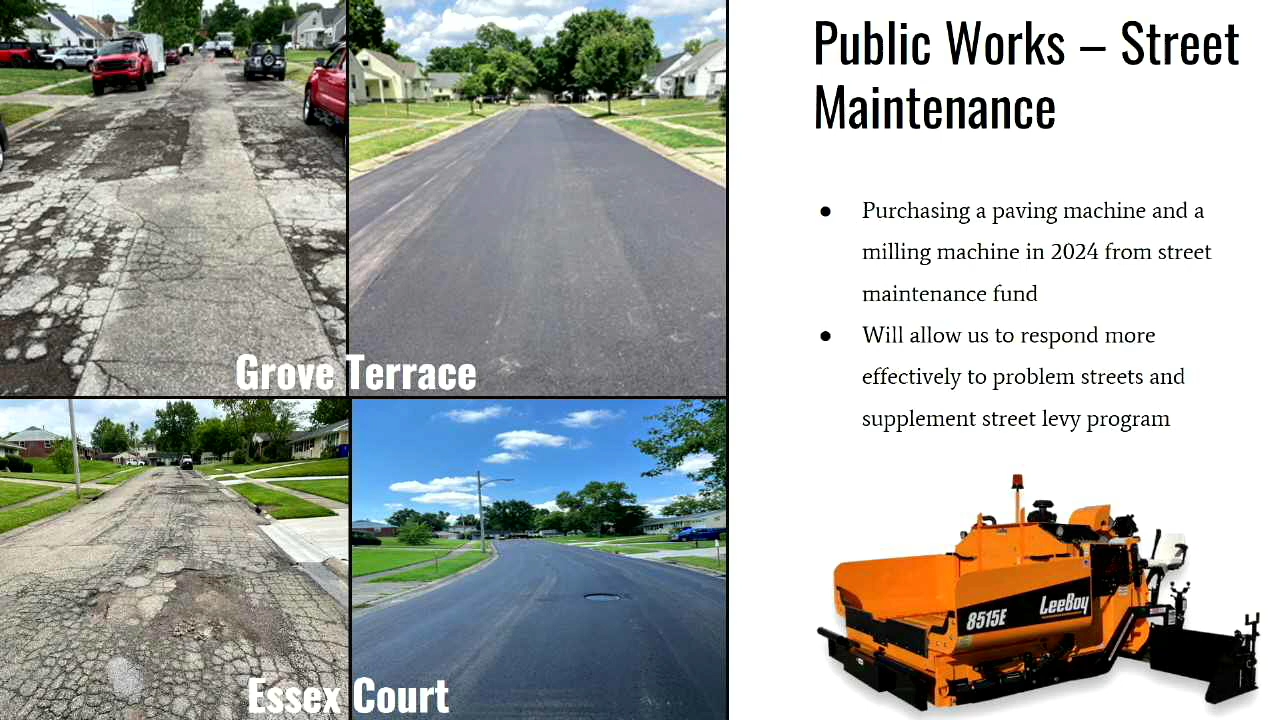 Public Works – Street
Maintenance
● Purchasing a paving machine and a
milling machine in 2024 from street
maintenance fund
● Will allow us to respond more
effectively to problem streets and
supplement street levy program
Grove Terrace
Essex Court
8515E LeeBoy